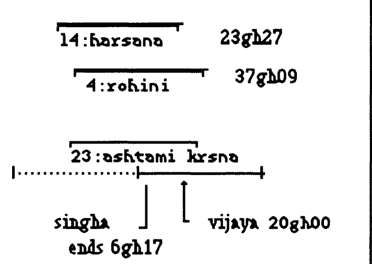 14:harsana 23gh27
4:rohini 37gh09
23:ashtami krsna
singha vijaya 20gh00
ends 6gh17